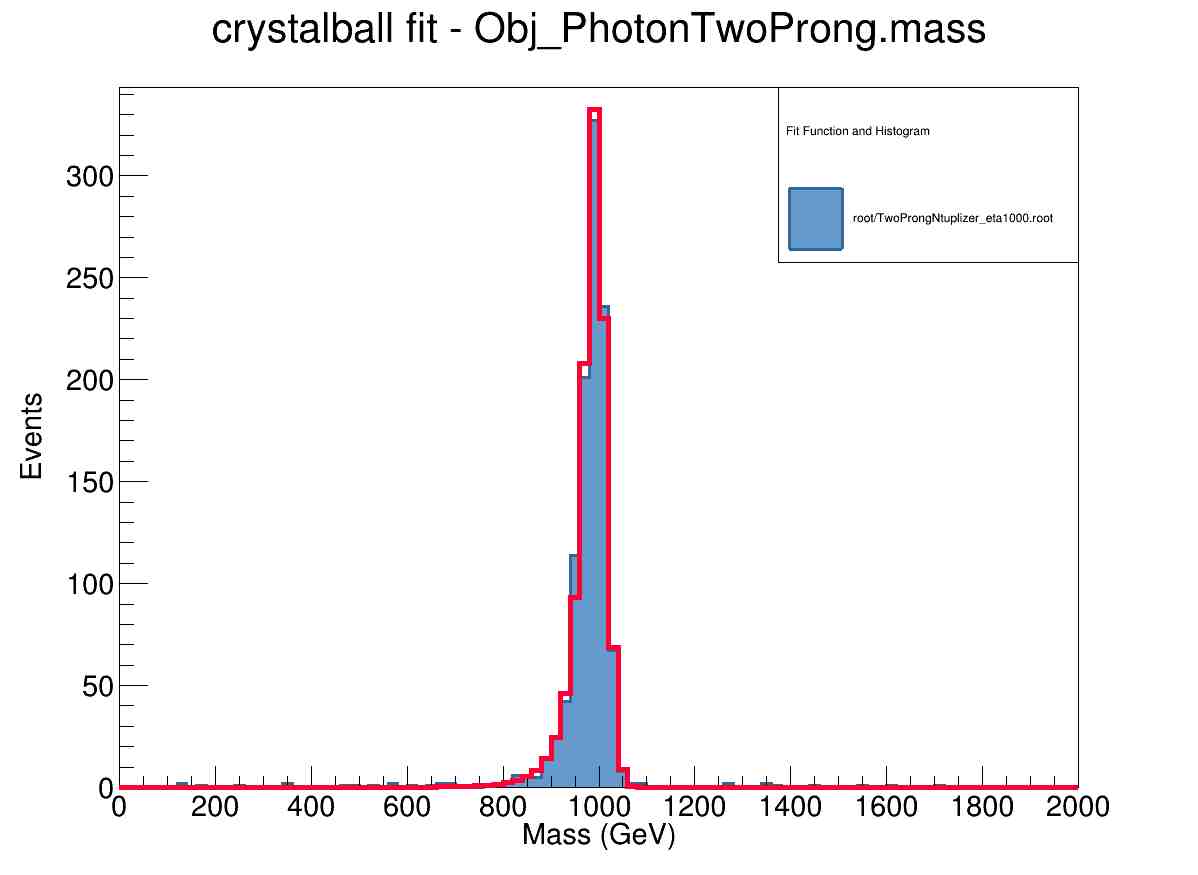 crystalball fit - Obj_PhotonTwoProng.mass
Fit Function and Histogram
root/TwoProngNtuplizer_eta1000.root
Events
300
250
200
150
100
50
0
0 200 400 600 800 1000 1200 1400 1600 1800 2000
Mass (GeV)